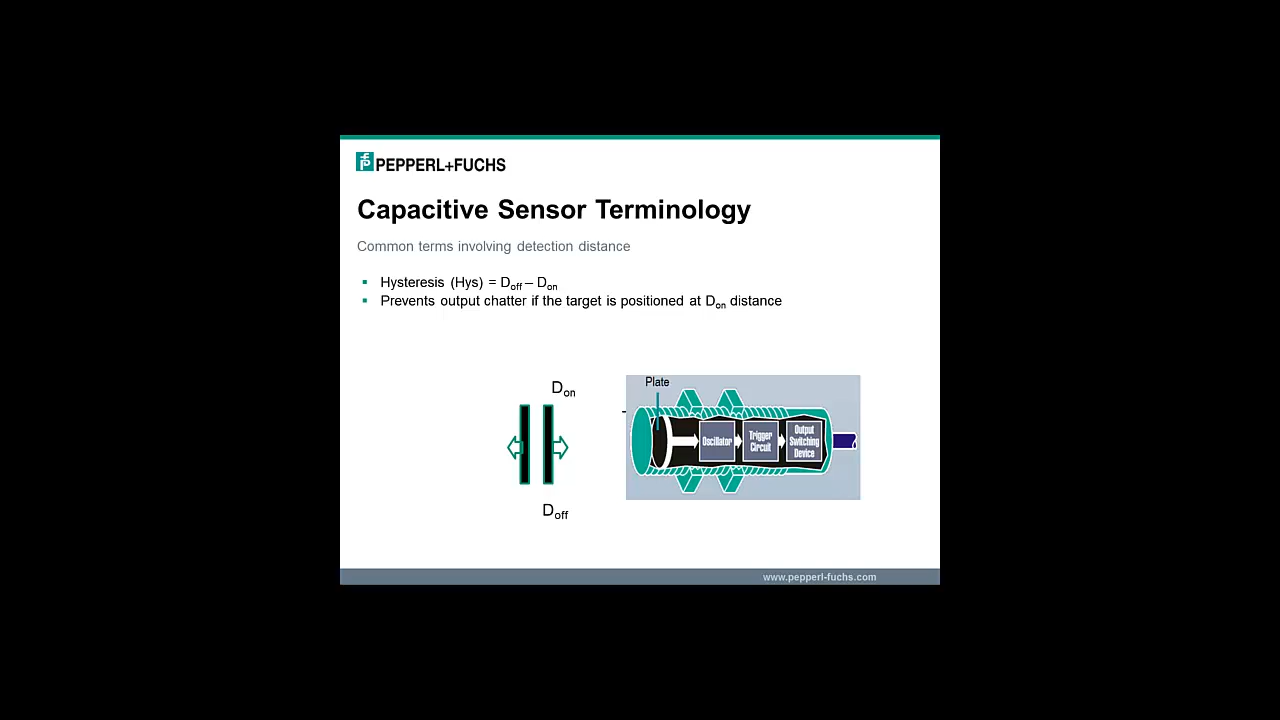 PEPPERL+FUCHS
Capacitive Sensor Terminology
Common terms involving detection distance
▪ Hysteresis (Hys) = Doff – Don
▪ Prevents output chatter if the target is positioned at Don distance
Don
Doff
Plate
Oscillator
Trigger
Circuit
Output
Switching
Device
www.pepperl-fuchs.com